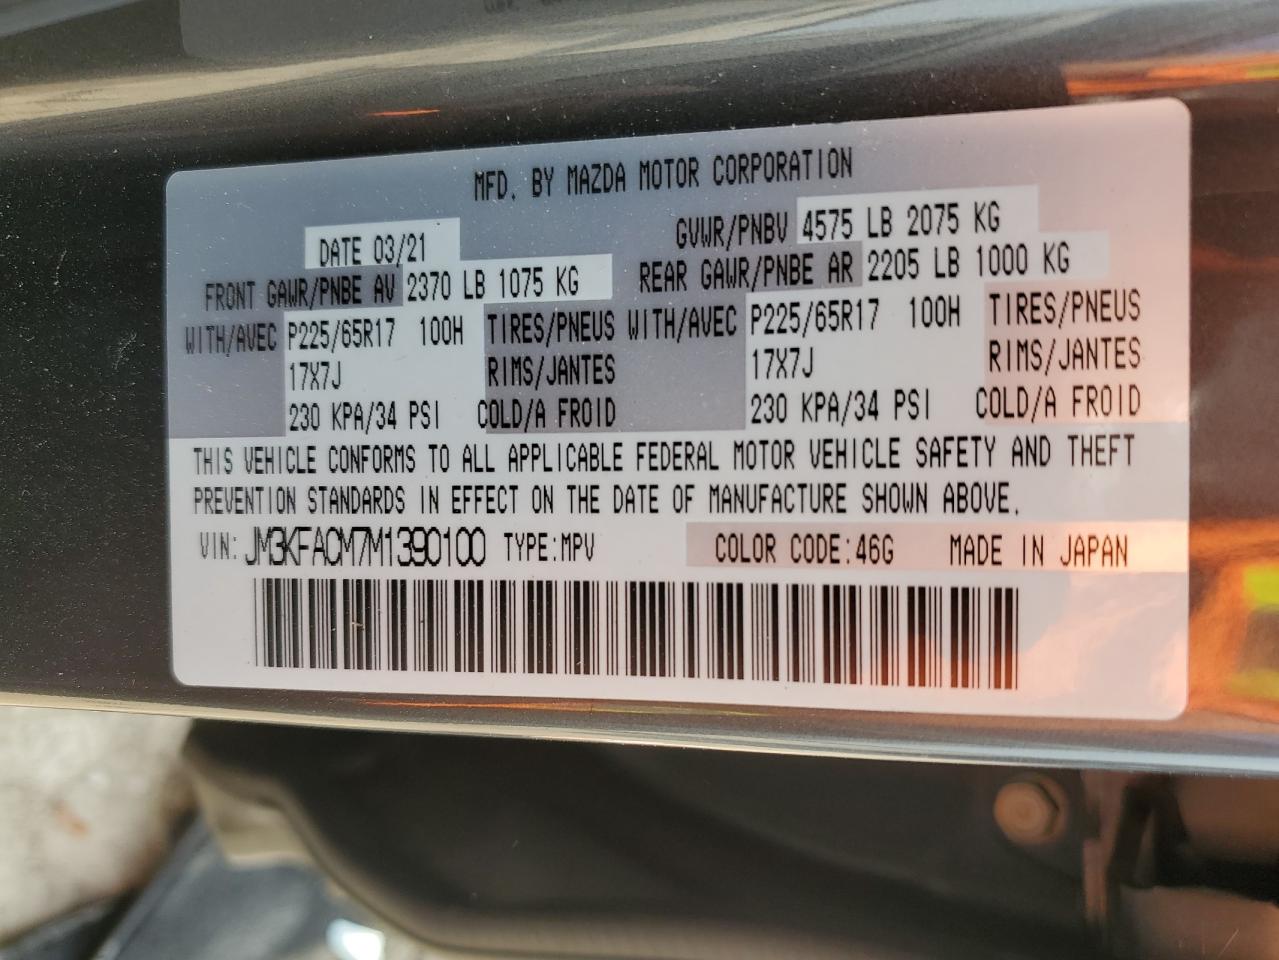 MFD. BY MAZDA MOTOR CORPORATION
DATE 03/21 GVWR/PNBV 4575 LB 2075 KG
FRONT GAWR/PNBE AV 2370 LB 1075 KG REAR GAWR/PNBE AR 2205 LB 1000 KG
WITH/AVEC P225/65R17 100H TIRES/PNEUS WITH/AVEC P225/65R17 100H TIRES/PNEUS
17X7J RIMS/JANTES 17X7J RIMS/JANTES
230 KPA/34 PSI COLD/A FROID 230 KPA/34 PSI COLD/A FROID
THIS VEHICLE CONFORMS TO ALL APPLICABLE FEDERAL MOTOR VEHICLE SAFETY AND THEFT
PREVENTION STANDARDS IN EFFECT ON THE DATE OF MANUFACTURE SHOWN ABOVE.
VIN: JM3KFACM7M1390100 TYPE:MPV COLOR CODE:46G MADE IN JAPAN